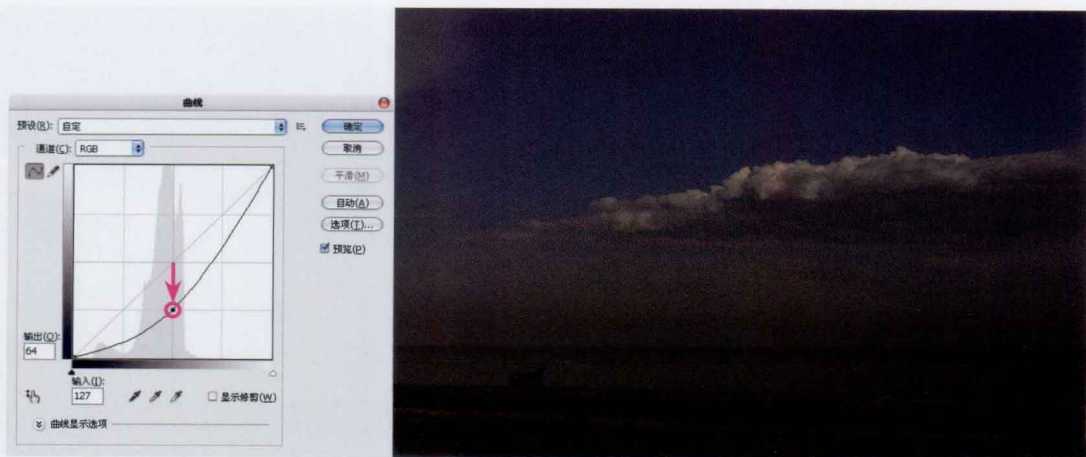 曲线
预设(R): 自定
确定
通道(C): RGB
取消
平滑(M)
自动(A)
选项(T)...
预览(P)
输出(O):
64
输入(I):
127
显示修剪(W)
曲线显示选项